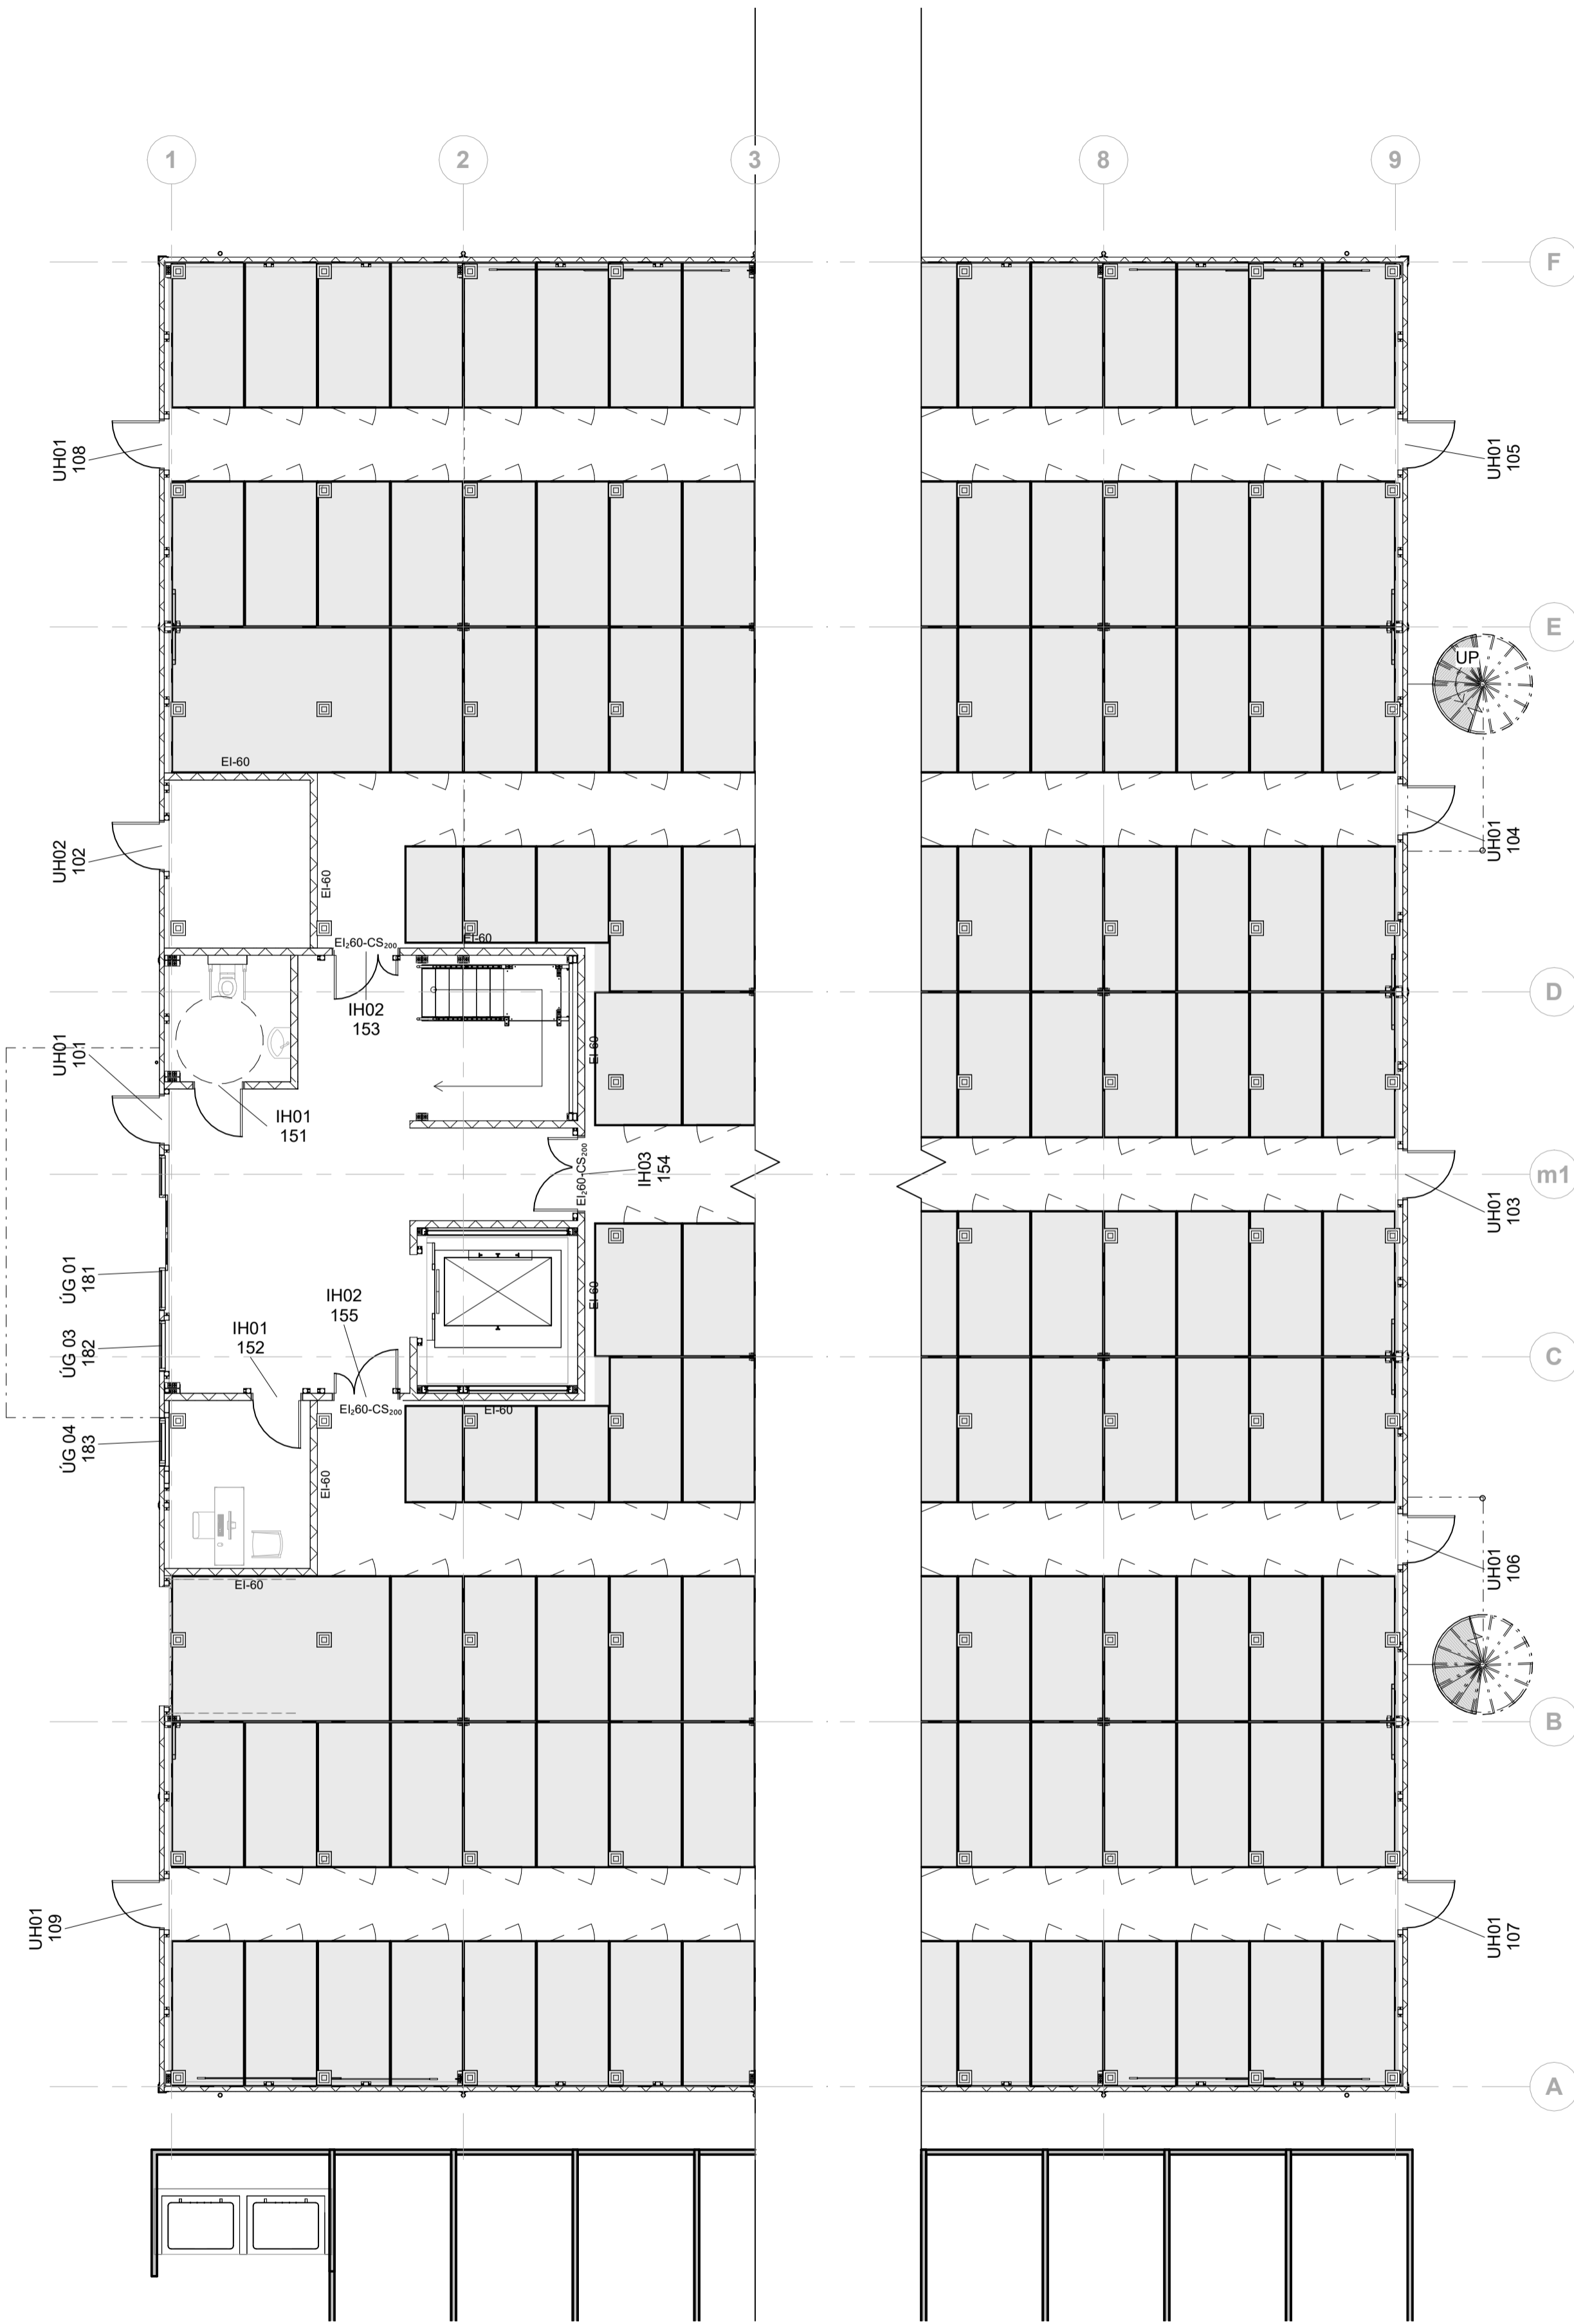 1
2
3
8
9
F
UH01
108
UH01
105
E
UP
EI-60
UH02
102
UH01
104
EI-60
EI₂60-CS₂₀₀
EI-60
D
IH02
153
UH01
101
EI-60
IH01
151
EI₂60-CS₂₀₀
IH03
154
m1
UH01
103
ÚG 01
181
EI-60
IH02
155
ÚG 03
182
IH01
152
C
EI₂60-CS₂₀₀
EI-60
ÚG 04
183
EI-60
UH01
106
EI-60
B
UH01
109
UH01
107
A